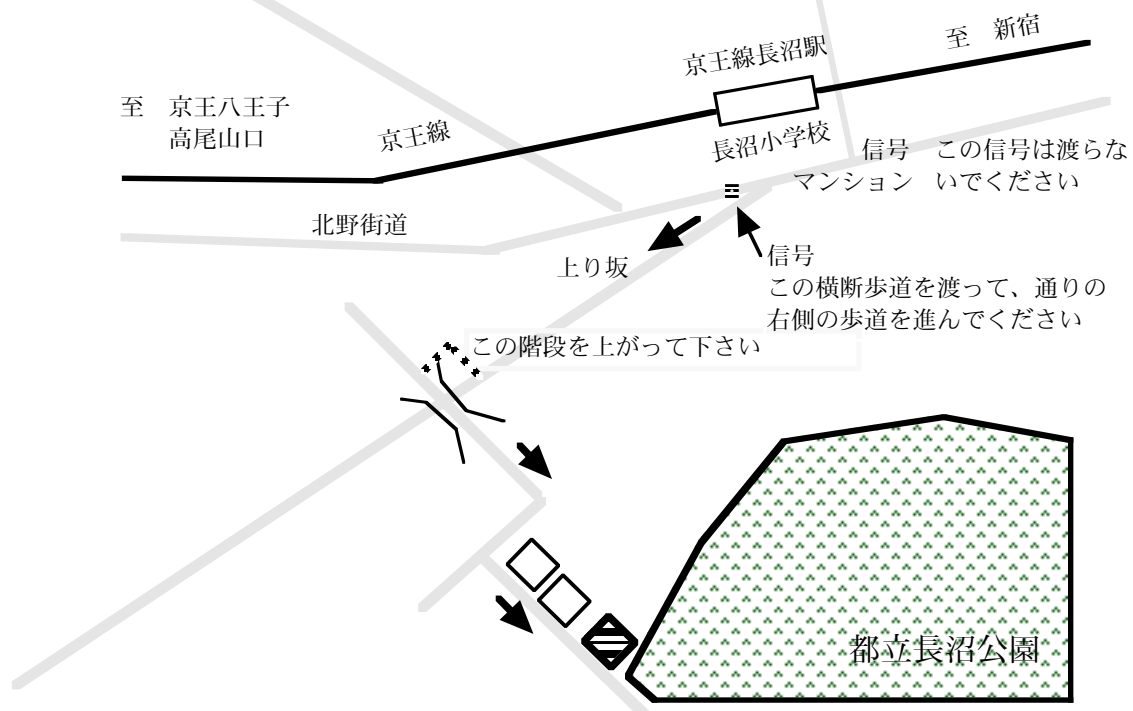 至　新宿
京王線長沼駅
至　京王八王子
高尾山口
京王線
長沼小学校
信号　この信号は渡らな
マンション　いでください
北野街道
上り坂
信号
この横断歩道を渡って、通りの
右側の歩道を進んでください
この階段を上がって下さい
都立長沼公園